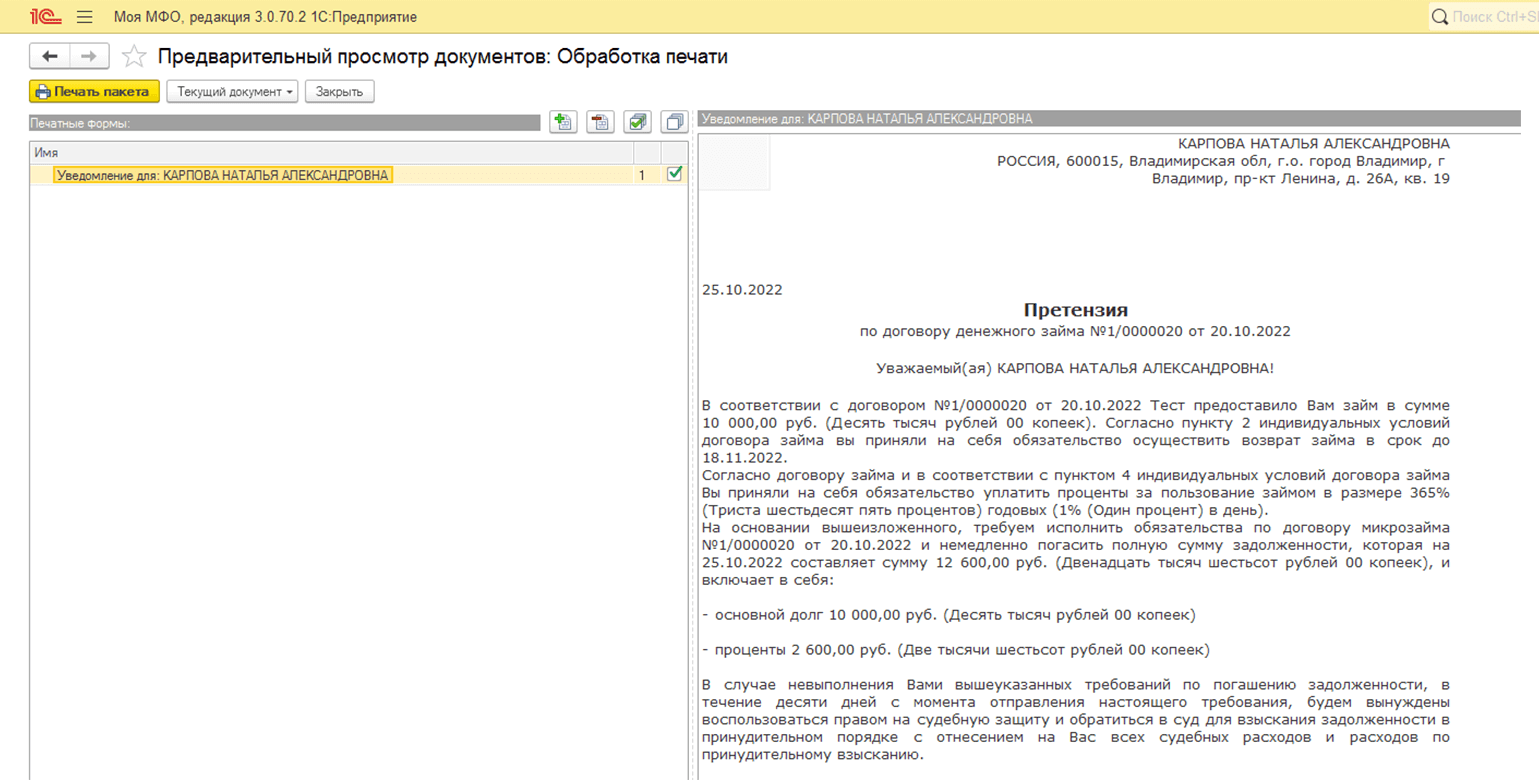 1С Моя МФО, редакция 3.0.70.2 1С:Предприятие
Поиск Ctrl+S
Предварительный просмотр документов: Обработка печати
Печать пакета Текущий документ Закрыть
Печатные формы:
Уведомление для: КАРПОВА НАТАЛЬЯ АЛЕКСАНДРОВНА
Имя
Уведомление для: КАРПОВА НАТАЛЬЯ АЛЕКСАНДРОВНА 1
КАРПОВА НАТАЛЬЯ АЛЕКСАНДРОВНА
РОССИЯ, 600015, Владимирская обл, г.о. город Владимир, г
Владимир, пр-кт Ленина, д. 26А, кв. 19
25.10.2022
Претензия
по договору денежного займа №1/0000020 от 20.10.2022
Уважаемый(ая) КАРПОВА НАТАЛЬЯ АЛЕКСАНДРОВНА!
В соответствии с договором №1/0000020 от 20.10.2022 Тест предоставило Вам займ в сумме
10 000,00 руб. (Десять тысяч рублей 00 копеек). Согласно пункту 2 индивидуальных условий
договора займа вы приняли на себя обязательство осуществить возврат займа в срок до
18.11.2022.
Согласно договору займа и в соответствии с пунктом 4 индивидуальных условий договора займа
Вы приняли на себя обязательство уплатить проценты за пользование займом в размере 365%
(Триста шестьдесят пять процентов) годовых (1% (Один процент) в день).
На основании вышеизложенного, требуем исполнить обязательства по договору микрозайма
№1/0000020 от 20.10.2022 и немедленно погасить полную сумму задолженности, которая на
25.10.2022 составляет сумму 12 600,00 руб. (Двенадцать тысяч шестьсот рублей 00 копеек), и
включает в себя:
- основной долг 10 000,00 руб. (Десять тысяч рублей 00 копеек)
- проценты 2 600,00 руб. (Две тысячи шестьсот рублей 00 копеек)
В случае невыполнения Вами вышеуказанных требований по погашению задолженности, в
течение десяти дней с момента отправления настоящего требования, будем вынуждены
воспользоваться правом на судебную защиту и обратиться в суд для взыскания задолженности в
принудительном порядке с отнесением на Вас всех судебных расходов и расходов по
принудительному взысканию.